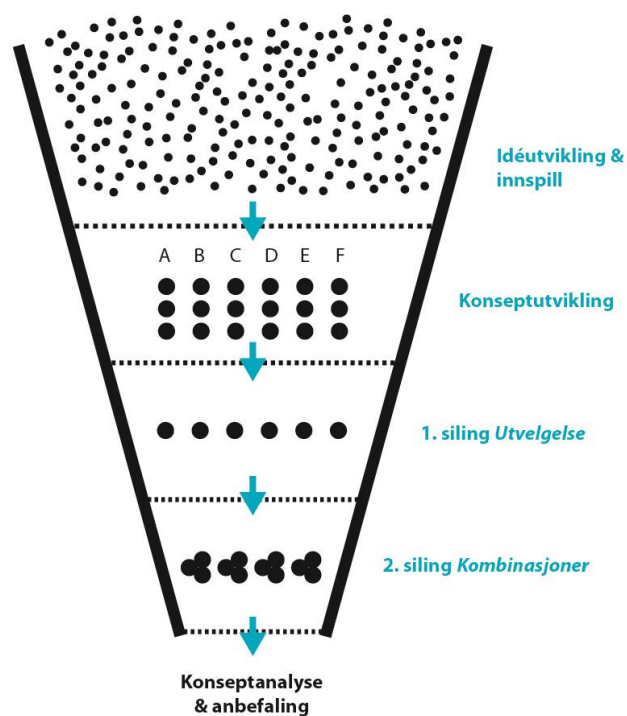 Idéutvikling &
innspill
A B C D E F
Konseptutvikling
1. siling Utvelgelse
2. siling Kombinasjoner
Konseptanalyse
& anbefaling